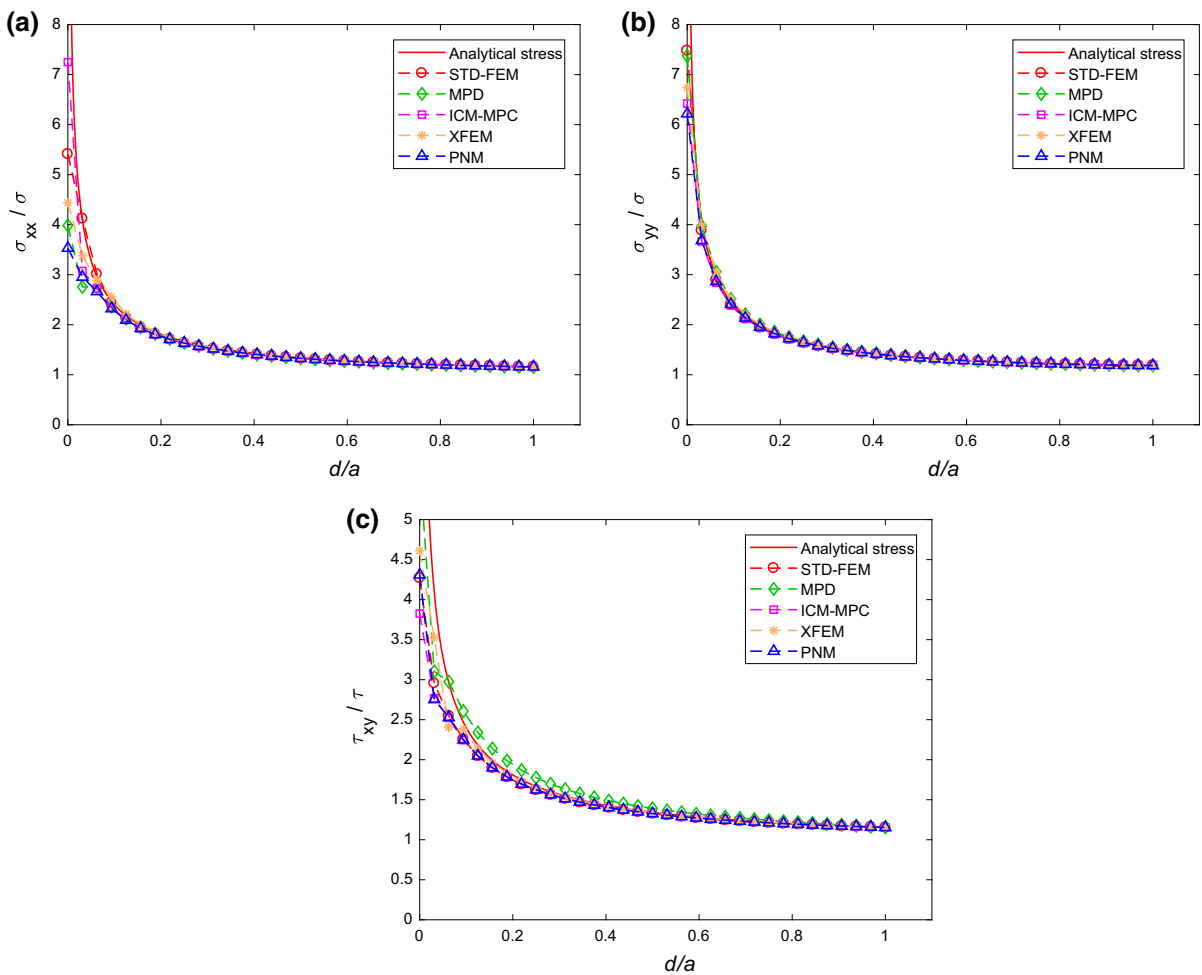 (a)
8
7
6
5
4
3
2
1
0
σxx / σ
0 0.2 0.4 0.6 0.8 1
d/a
Analytical stress
STD-FEM
MPD
ICM-MPC
XFEM
PNM
(b)
8
7
6
5
4
3
2
1
0
σyy / σ
0 0.2 0.4 0.6 0.8 1
d/a
Analytical stress
STD-FEM
MPD
ICM-MPC
XFEM
PNM
(c)
5
4.5
4
3.5
3
2.5
2
1.5
1
0.5
0
τxy / τ
0 0.2 0.4 0.6 0.8 1
d/a
Analytical stress
STD-FEM
MPD
ICM-MPC
XFEM
PNM